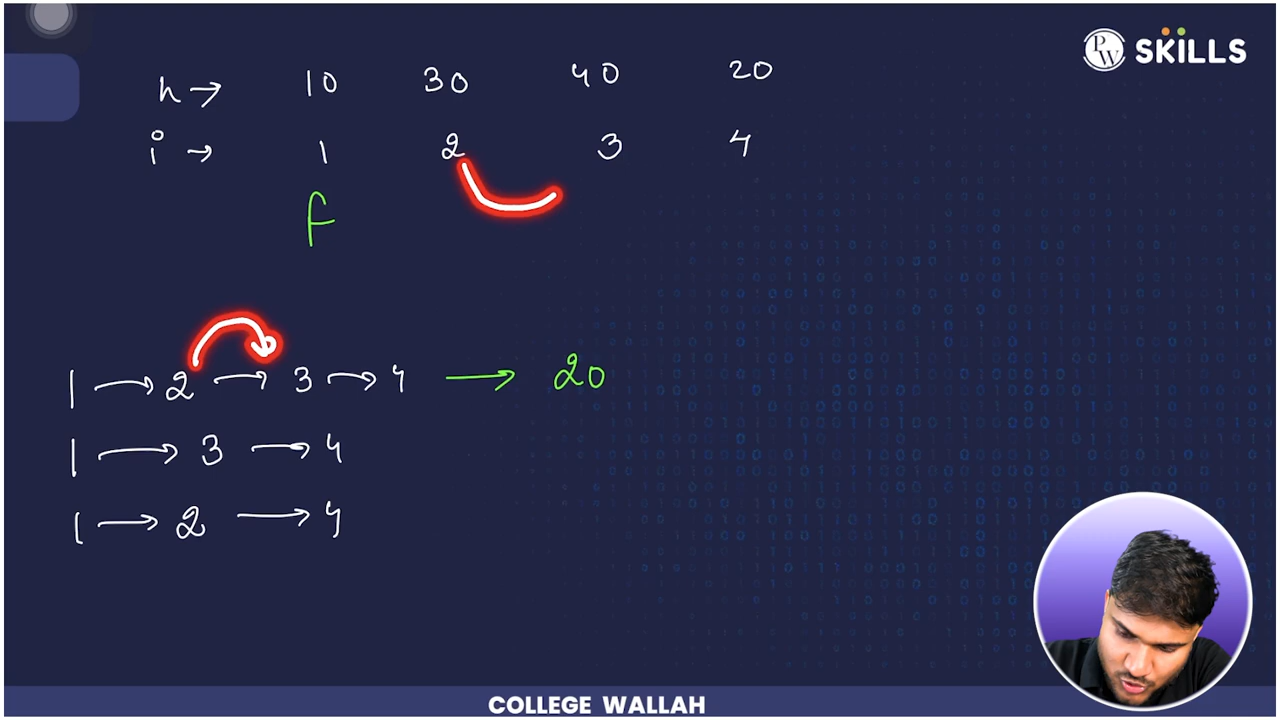 PW SKILLS
h → 10 30 40 20
i → 1 2 3 4
f
1 → 2 → 3 → 4 → 20
1 → 3 → 4
1 → 2 → 4
COLLEGE WALLAH